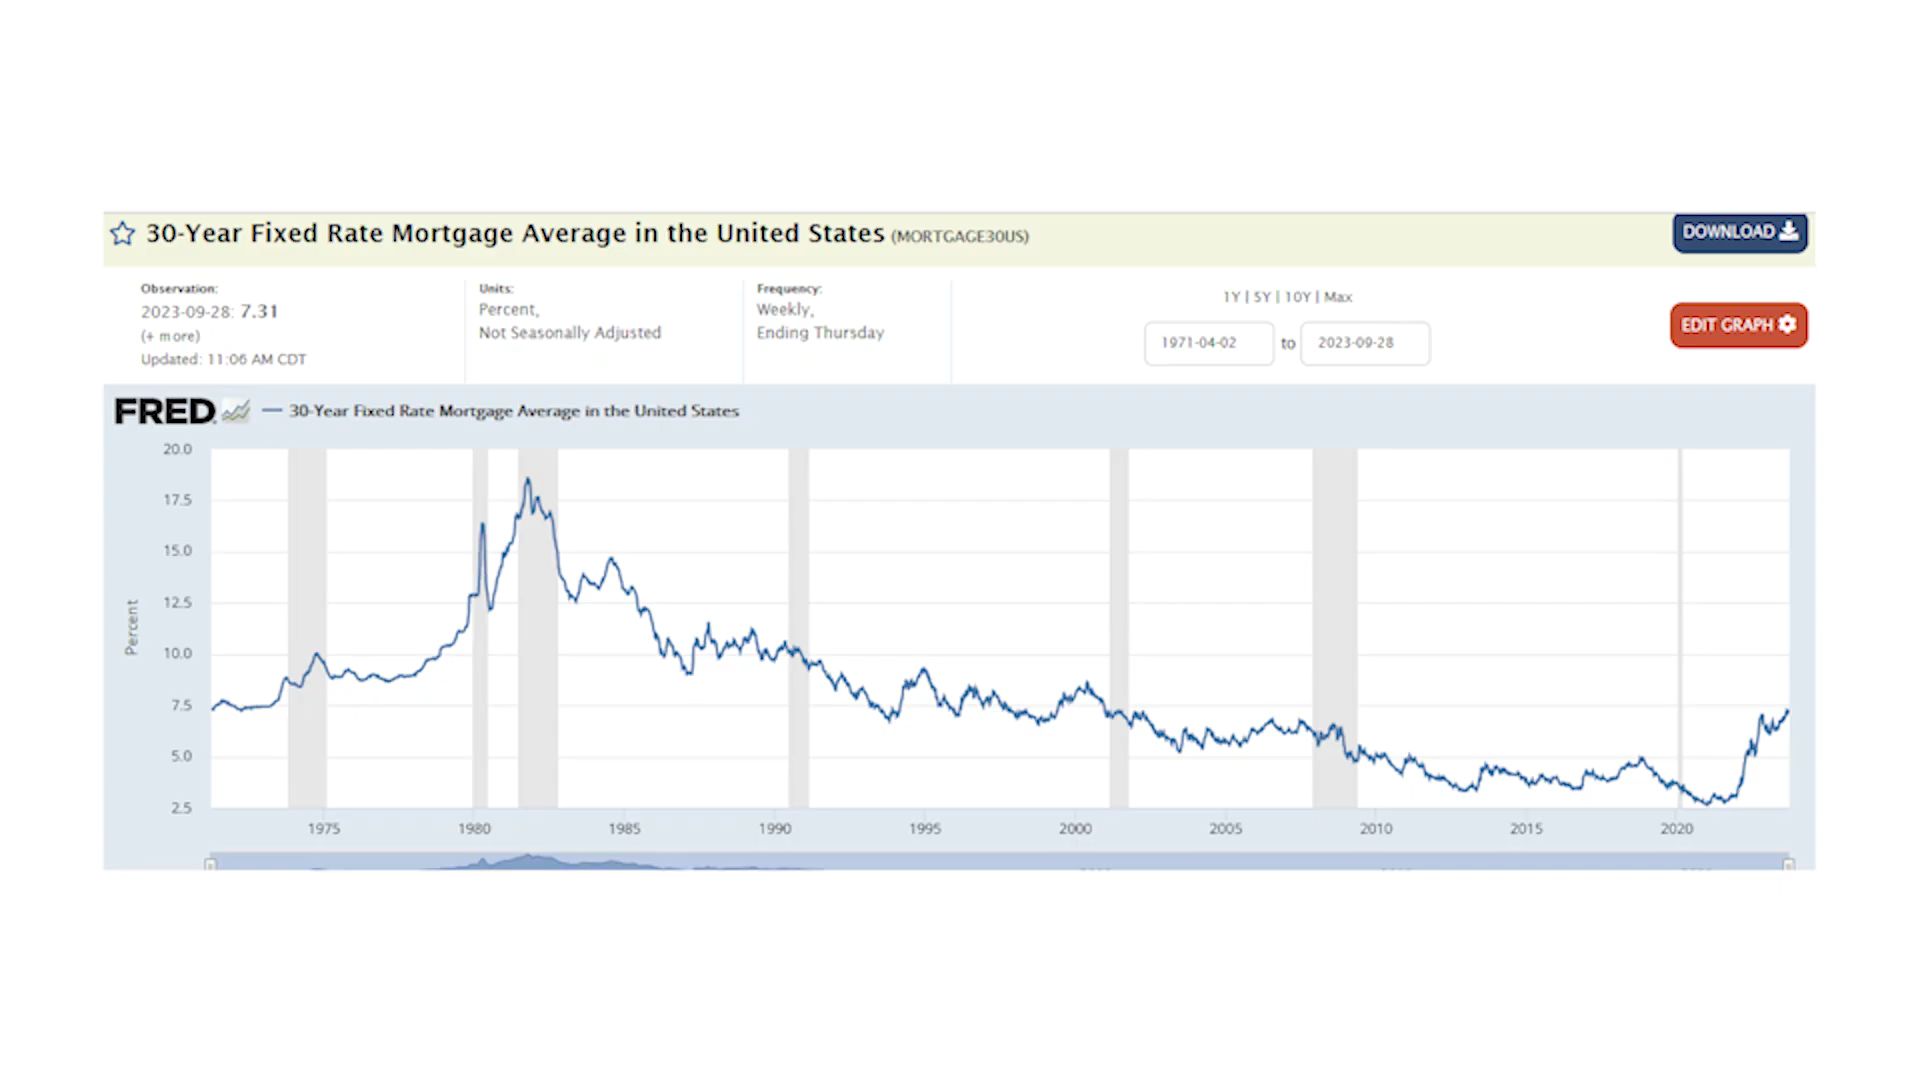 30-Year Fixed Rate Mortgage Average in the United States (MORTGAGE30US)
DOWNLOAD
Observation:
2023-09-28: 7.31
(+ more)
Updated: 11:06 AM CDT
Units:
Percent,
Not Seasonally Adjusted
Frequency:
Weekly,
Ending Thursday
1Y | 5Y | 10Y | Max
1971-04-02 to 2023-09-28
EDIT GRAPH
FRED
30-Year Fixed Rate Mortgage Average in the United States
Percent
20.0
17.5
15.0
12.5
10.0
7.5
5.0
2.5
1975 1980 1985 1990 1995 2000 2005 2010 2015 2020